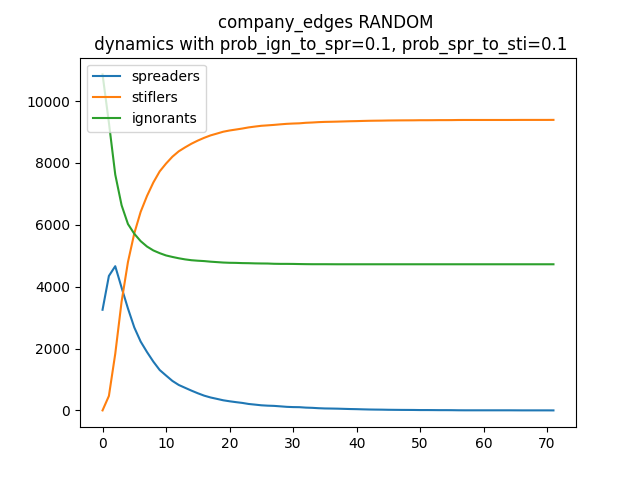 company_edges RANDOM
dynamics with prob_ign_to_spr=0.1, prob_spr_to_sti=0.1
spreaders
stiflers
ignorants
10000
8000
6000
4000
2000
0
0 10 20 30 40 50 60 70